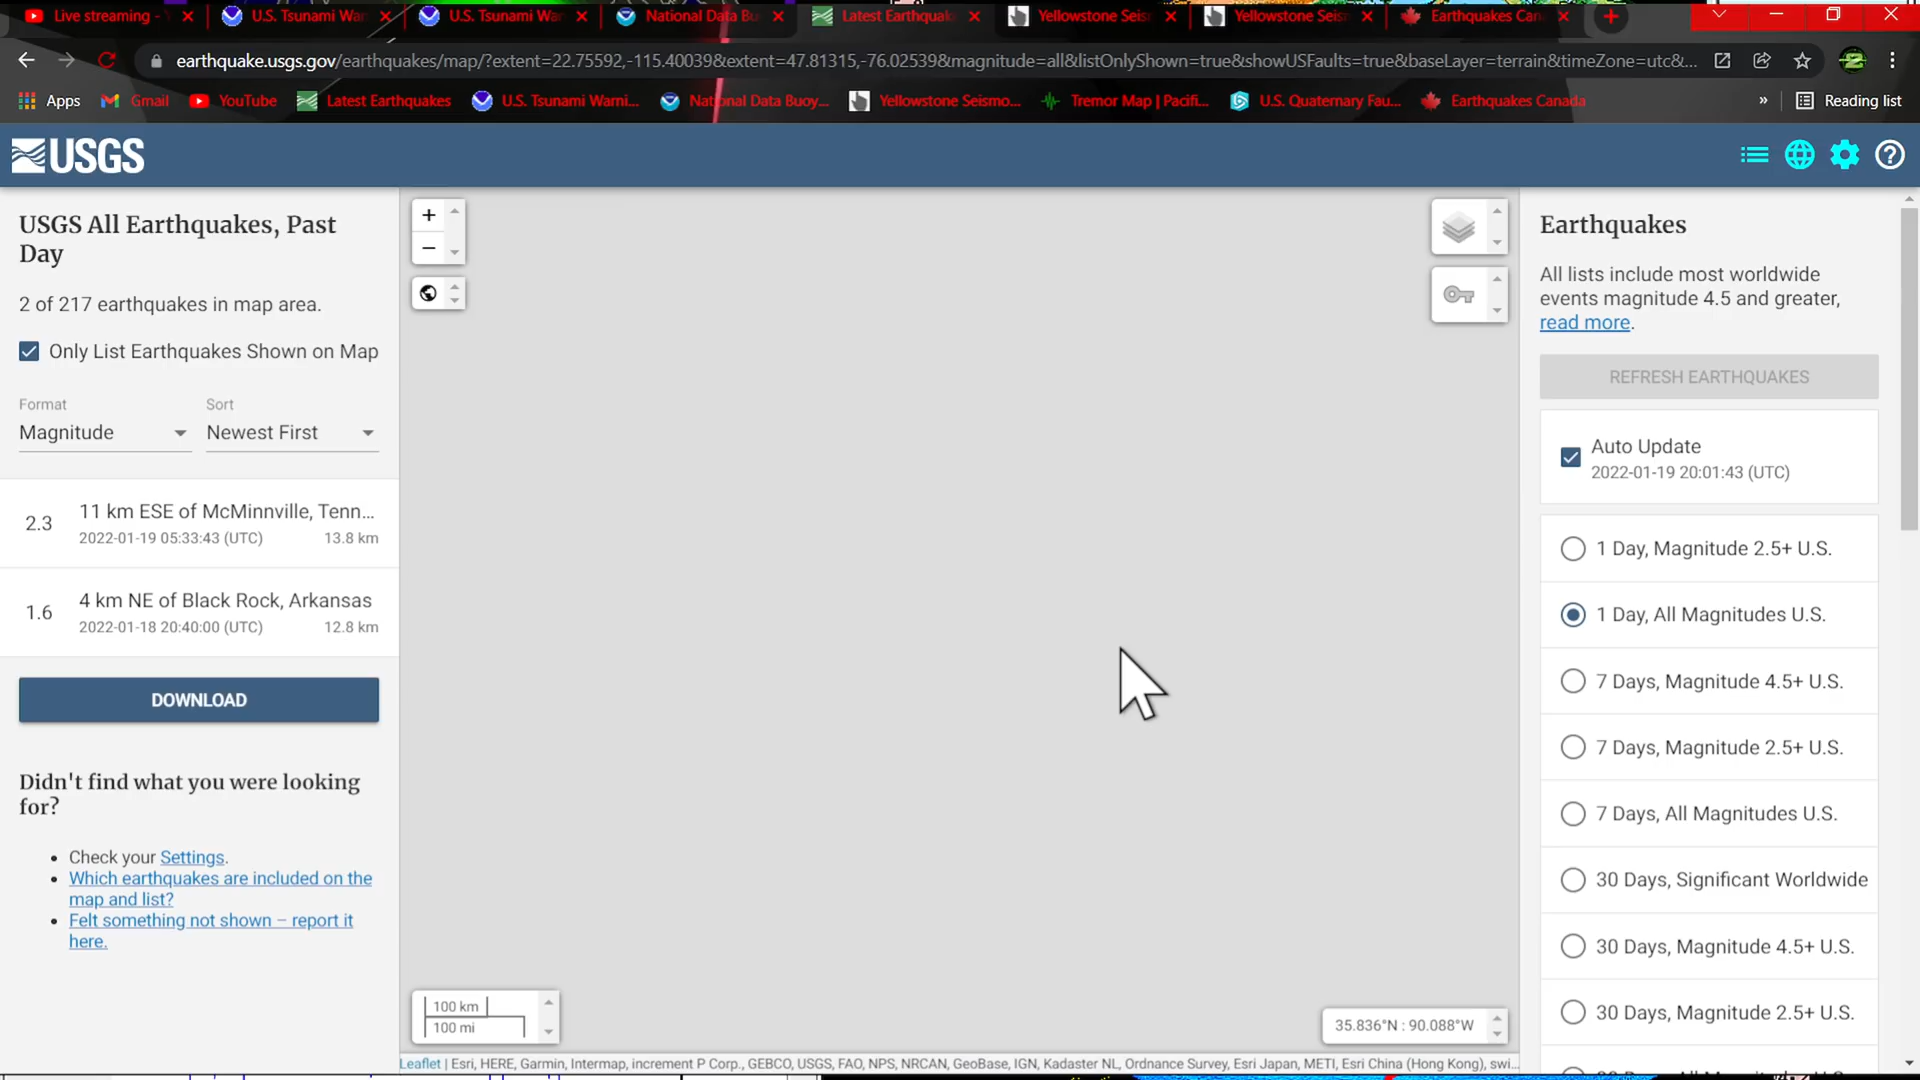 Live streaming -
U.S. Tsunami War
U.S. Tsunami War
National Data Bu
Latest Earthquak
Yellowstone Seis
Yellowstone Seis
Earthquakes Can
earthquake.usgs.gov/earthquakes/map/?extent=22.75592,-115.40039&extent=47.81315,-76.02539&magnitude=all&listOnlyShown=true&showUSFaults=true&baseLayer=terrain&timeZone=utc&...
Apps
Gmail
YouTube
Latest Earthquakes
U.S. Tsunami Warni...
National Data Buoy...
Yellowstone Seismo...
Tremor Map | Pacifi...
U.S. Quaternary Fau...
Earthquakes Canada
»
Reading list
USGS
USGS All Earthquakes, Past
Day
2 of 217 earthquakes in map area.
Only List Earthquakes Shown on Map
Format
Sort
Magnitude
Newest First
2.3
11 km ESE of McMinnville, Tenn...
2022-01-19 05:33:43 (UTC)
13.8 km
1.6
4 km NE of Black Rock, Arkansas
2022-01-18 20:40:00 (UTC)
12.8 km
DOWNLOAD
Didn't find what you were looking
for?
• Check your Settings.
• Which earthquakes are included on the
map and list?
• Felt something not shown – report it
here.
+
−
100 km
100 mi
35.836°N : 90.088°W
Leaflet | Esri, HERE, Garmin, Intermap, increment P Corp., GEBCO, USGS, FAO, NPS, NRCAN, GeoBase, IGN, Kadaster NL, Ordnance Survey, Esri Japan, METI, Esri China (Hong Kong), swi...
Earthquakes
All lists include most worldwide
events magnitude 4.5 and greater,
read more.
REFRESH EARTHQUAKES
Auto Update
2022-01-19 20:01:43 (UTC)
1 Day, Magnitude 2.5+ U.S.
1 Day, All Magnitudes U.S.
7 Days, Magnitude 4.5+ U.S.
7 Days, Magnitude 2.5+ U.S.
7 Days, All Magnitudes U.S.
30 Days, Significant Worldwide
30 Days, Magnitude 4.5+ U.S.
30 Days, Magnitude 2.5+ U.S.